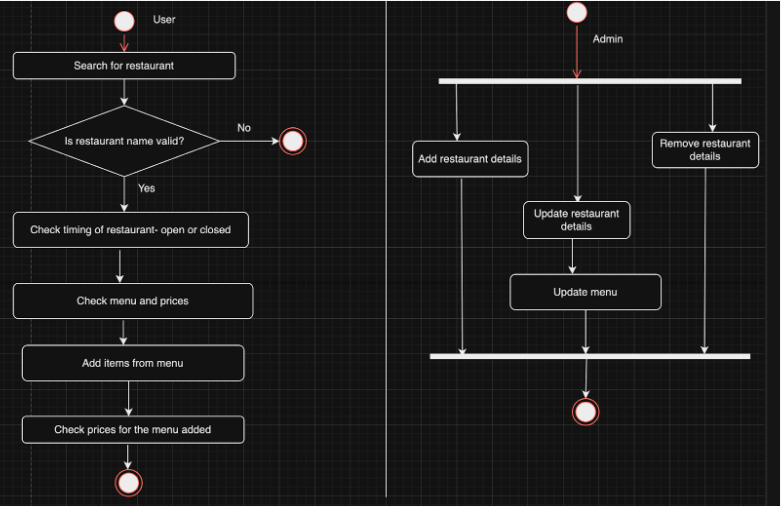 User
Search for restaurant
Is restaurant name valid?
No
Yes
Check timing of restaurant- open or closed
Check menu and prices
Add items from menu
Check prices for the menu added
Admin
Add restaurant details
Remove restaurant
details
Update restaurant
details
Update menu